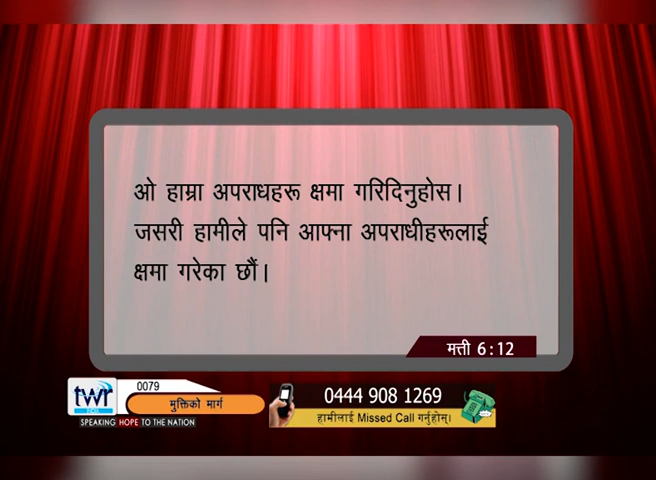 ओ हाम्रा अपराधहरू क्षमा गरिदिनुहोस।
जसरी हामीले पनि आफ्ना अपराधीहरूलाई
क्षमा गरेका छौं।
मत्ती 6:12
0079
twr
मुक्तिको मार्ग
SPEAKING HOPE TO THE NATION
0444 908 1269
हामीलाई Missed Call गर्नुहोस्।